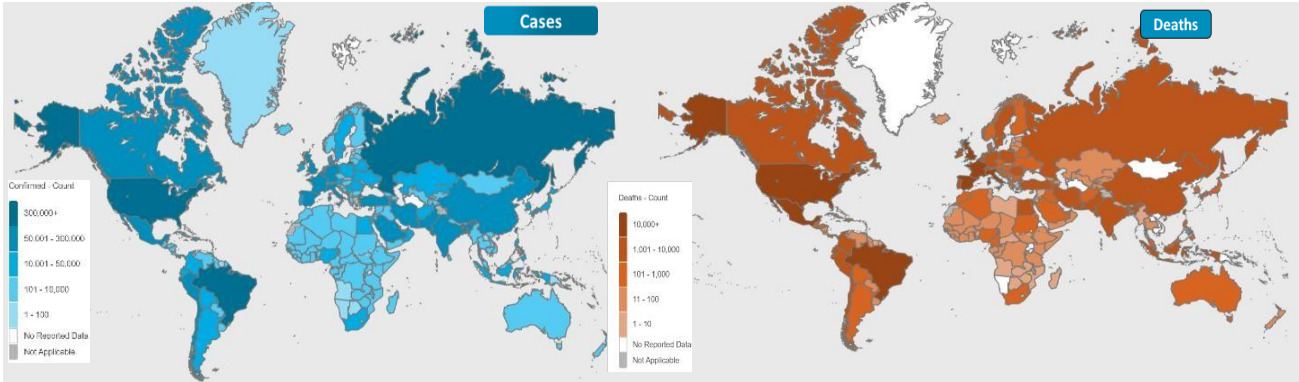 Cases
Deaths
Confirmed - Count
300,000+
50,001 - 300,000
10,001 - 50,000
101 - 10,000
1 - 100
No Reported Data
Not Applicable
Deaths - Count
10,000+
1,001 - 10,000
101 - 1,000
11 - 100
1 - 10
No Reported Data
Not Applicable